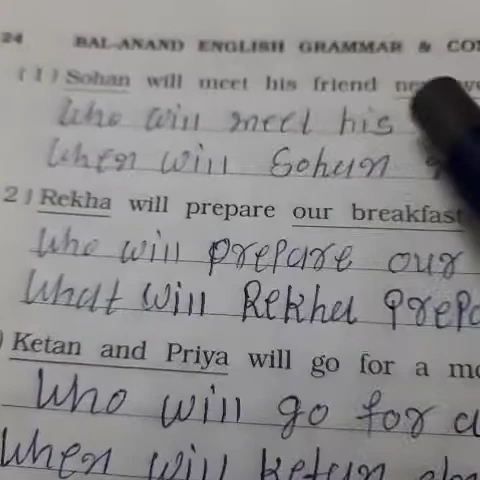 24 BAL-ANAND ENGLISH GRAMMAR &
(1) Sohan will meet his friend
Who will meet his
When will Sohan
2) Rekha will prepare our breakfast
Who will prepare our
What will Rekha
) Ketan and Priya will go for a
Who will go for a
When will ketan